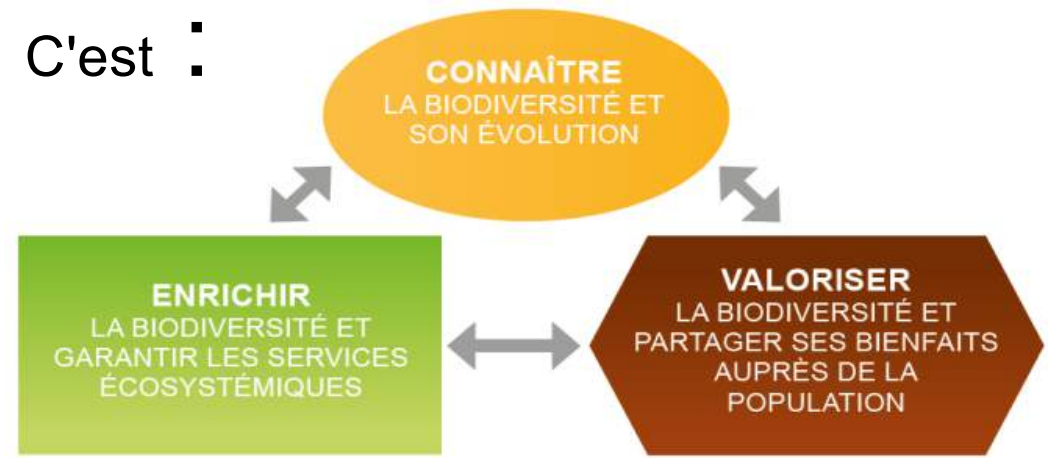 C'est :
CONNAÎTRE
LA BIODIVERSITÉ ET
SON ÉVOLUTION
ENRICHIR
LA BIODIVERSITÉ ET
GARANTIR LES SERVICES
ÉCOSYSTÉMIQUES
VALORISER
LA BIODIVERSITÉ ET
PARTAGER SES BIENFAITS
AUPRÈS DE LA
POPULATION